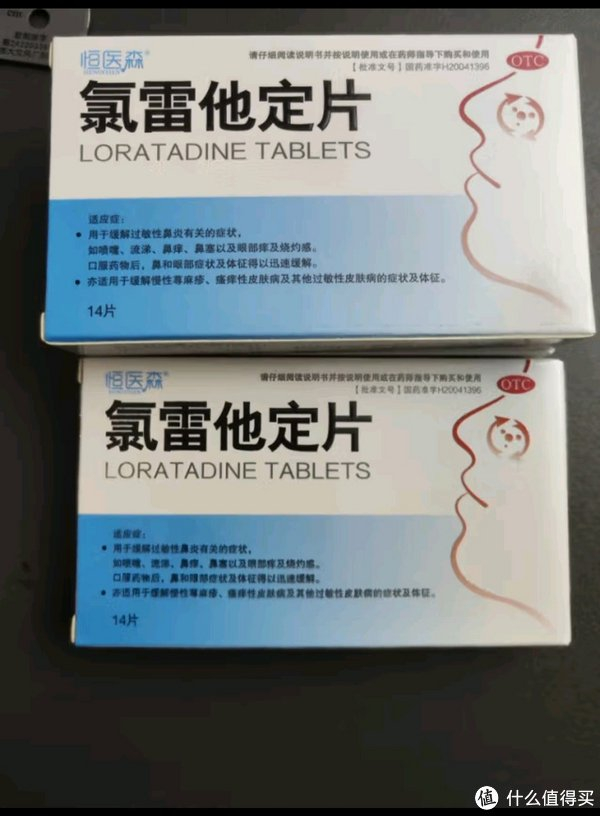 cm
恒医森®
HENGYISEN
请仔细阅读说明书并按说明使用或在药师指导下购买和使用
【批准文号】国药准字H20041396
OTC
氯雷他定片
LORATADINE TABLETS
适应症：
● 用于缓解过敏性鼻炎有关的症状，
如喷嚏、流涕、鼻痒、鼻塞以及眼部痒及烧灼感。
口服药物后，鼻和眼部症状及体征得以迅速缓解。
● 亦适用于缓解慢性荨麻疹、瘙痒性皮肤病及其他过敏性皮肤病的症状及体征。
14片
恒医森®
请仔细阅读说明书并按说明使用或在药师指导下购买和使用
【批准文号】国药准字H20041396
OTC
氯雷他定片
LORATADINE TABLETS
适应症：
● 用于缓解过敏性鼻炎有关的症状，
如喷嚏、流涕、鼻痒、鼻塞以及眼部痒及烧灼感。
口服药物后，鼻和眼部症状及体征得以迅速缓解。
● 亦适用于缓解慢性荨麻疹、瘙痒性皮肤病及其他过敏性皮肤病的症状及体征。
14片
值 什么值得买